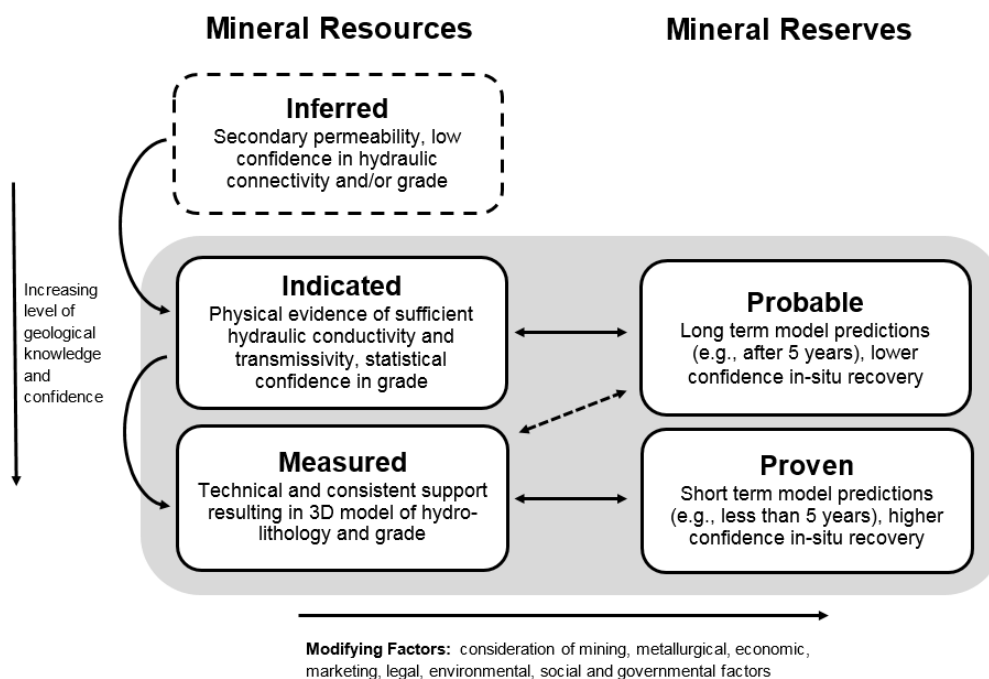 Mineral Resources
Mineral Reserves
Inferred
Secondary permeability, low
confidence in hydraulic
connectivity and/or grade
Increasing
level of
geological
knowledge
and
confidence
Indicated
Physical evidence of sufficient
hydraulic conductivity and
transmissivity, statistical
confidence in grade
Probable
Long term model predictions
(e.g., after 5 years), lower
confidence in-situ recovery
Measured
Technical and consistent support
resulting in 3D model of hydro-
lithology and grade
Proven
Short term model predictions
(e.g., less than 5 years), higher
confidence in-situ recovery
Modifying Factors: consideration of mining, metallurgical, economic,
marketing, legal, environmental, social and governmental factors